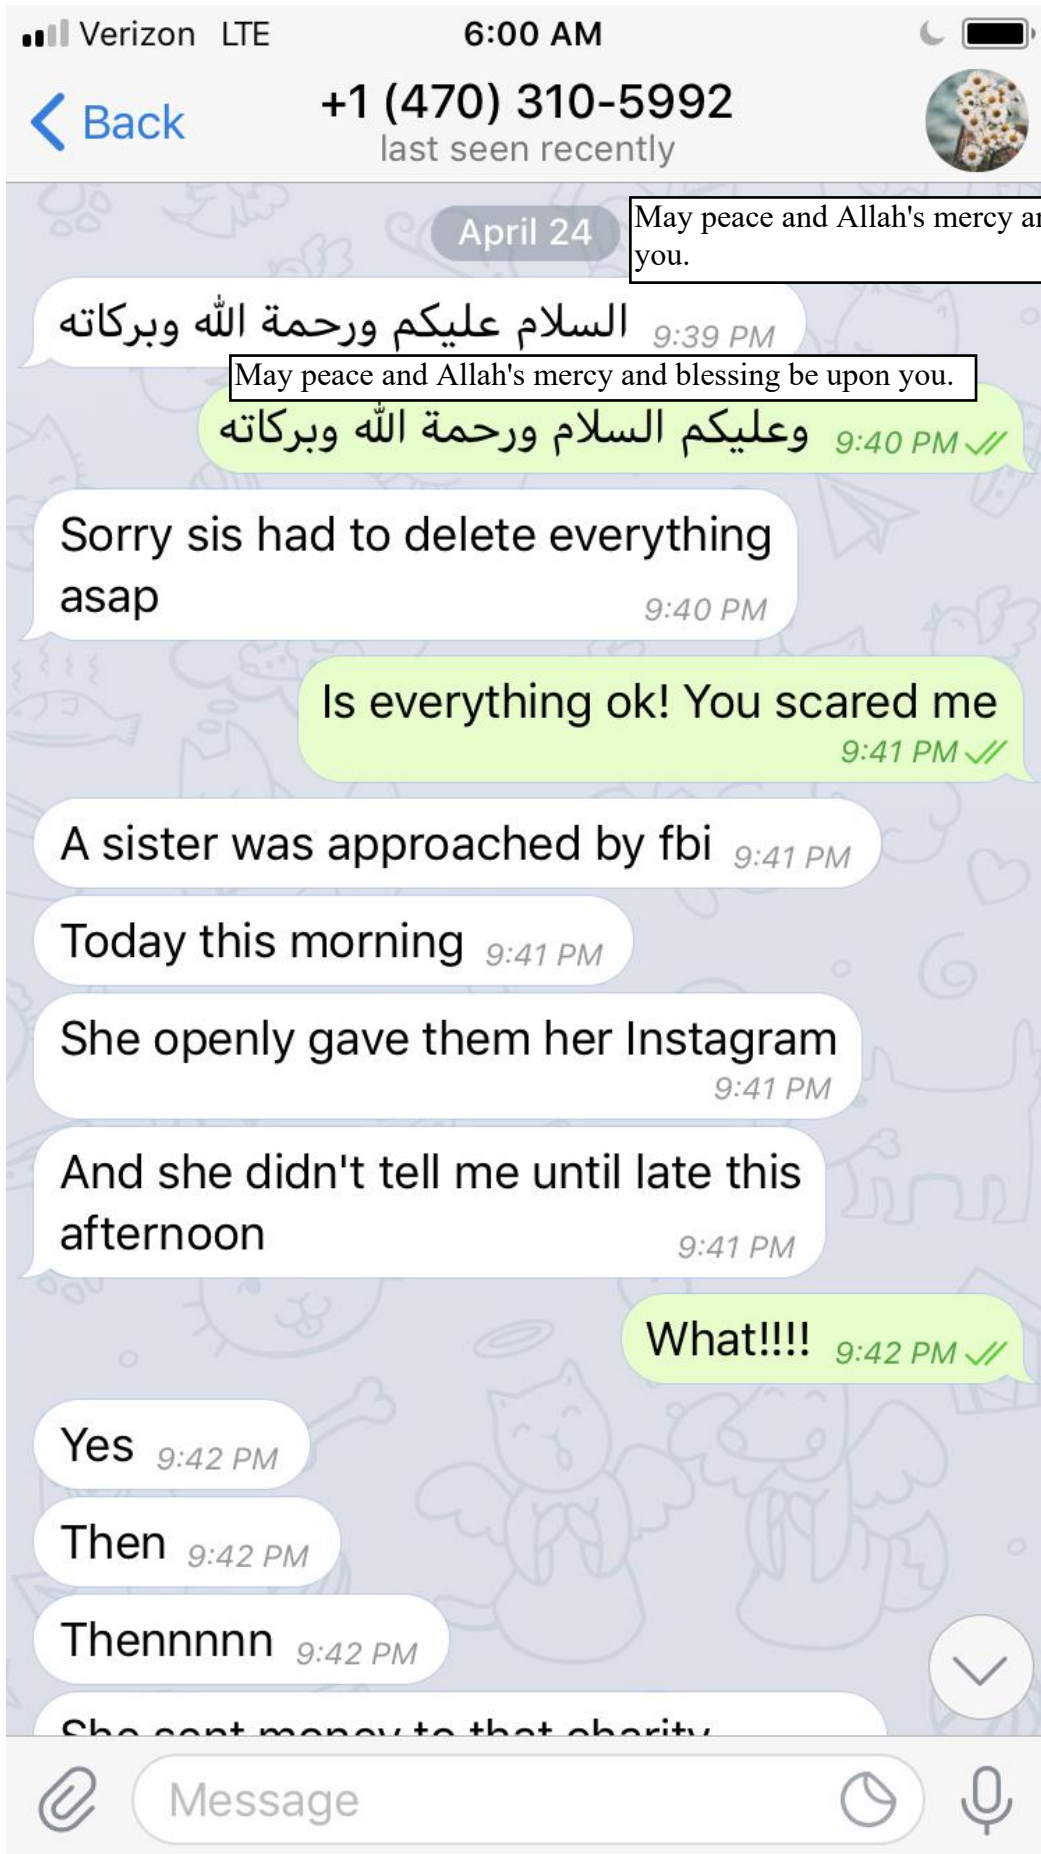 Verizon LTE
6:00 AM
Back
+1 (470) 310-5992
last seen recently
April 24
May peace and Allah's mercy
you.
السلام عليكم ورحمة الله وبركاته
9:39 PM
May peace and Allah's mercy and blessing be upon you.
وعليكم السلام ورحمة الله وبركاته
9:40 PM
Sorry sis had to delete everything
asap
9:40 PM
Is everything ok! You scared me
9:41 PM
A sister was approached by fbi
9:41 PM
Today this morning
9:41 PM
She openly gave them her Instagram
9:41 PM
And she didn't tell me until late this
afternoon
9:41 PM
What!!!!
9:42 PM
Yes
9:42 PM
Then
9:42 PM
Thennnnn
9:42 PM
She sent money to that charity
Message